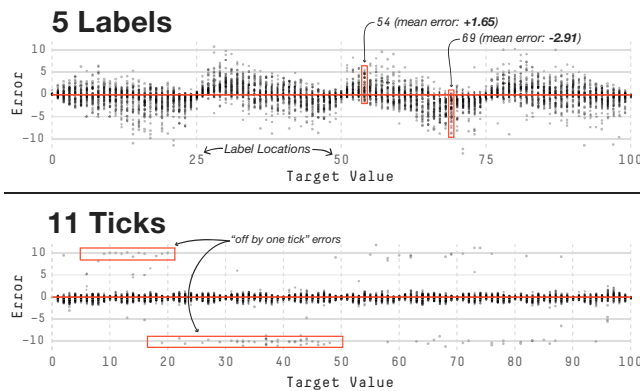 5 Labels
54 (mean error: +1.65)
69 (mean error: -2.91)
10
5
0
−5
−10
Error
0
25
50
75
100
Label Locations
Target Value
11 Ticks
"off by one tick" errors
10
5
0
−5
−10
Error
0
10
20
30
40
50
60
70
80
90
100
Target Value